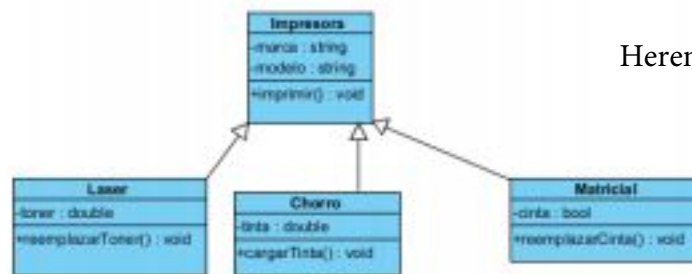 Impresora
-marca : string
-modelo : string
+imprimir() : void
Heren
Laser
-toner : double
+reemplazarToner() : void
Chorro
-tinta : double
+cargarTinta() : void
Matricial
-cinta : bool
+reemplazarCinta() : void